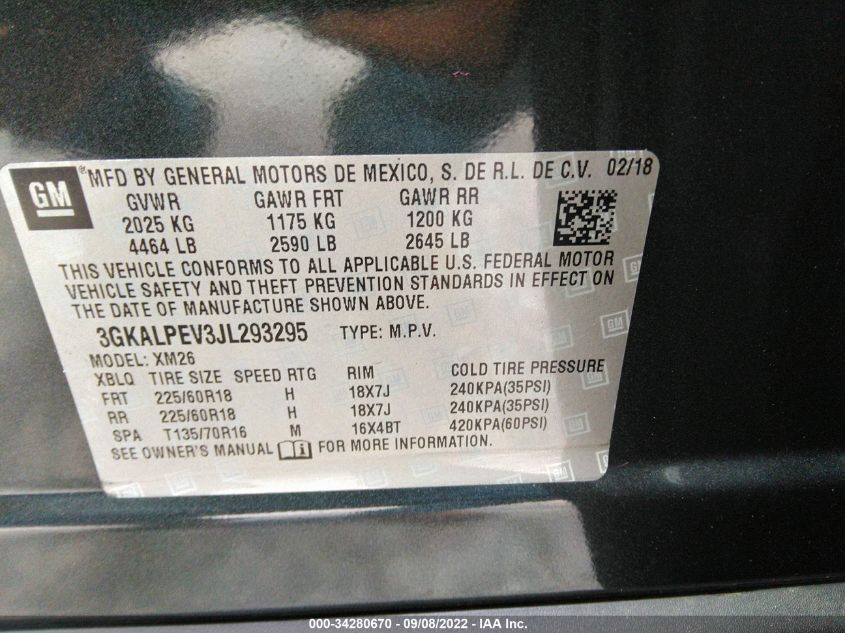 GM ® MFD BY GENERAL MOTORS DE MEXICO, S. DE R.L. DE C.V. 02/18
GVWR GAWR FRT GAWR RR
2025 KG 1175 KG 1200 KG
4464 LB 2590 LB 2645 LB
THIS VEHICLE CONFORMS TO ALL APPLICABLE U.S. FEDERAL MOTOR
VEHICLE SAFETY AND THEFT PREVENTION STANDARDS IN EFFECT ON
THE DATE OF MANUFACTURE SHOWN ABOVE.
3GKALPEV3JL293295 TYPE: M.P.V.
MODEL: XM26
XBLQ TIRE SIZE SPEED RTG RIM COLD TIRE PRESSURE
FRT 225/60R18 H 18X7J 240KPA(35PSI)
RR 225/60R18 H 18X7J 240KPA(35PSI)
SPA T135/70R16 M 16X4BT 420KPA(60PSI)
SEE OWNER'S MANUAL i FOR MORE INFORMATION.
000-34280670 - 09/08/2022 - IAA Inc.